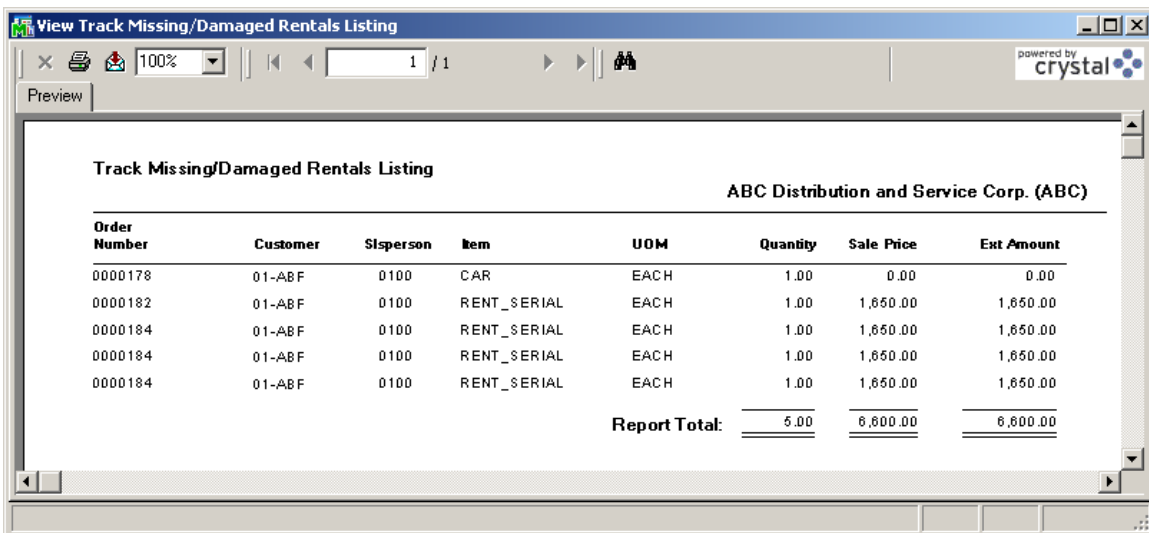 View Track Missing/Damaged Rentals Listing
100% 1 / 1 powered by crystal
Preview
Track Missing/Damaged Rentals Listing
ABC Distribution and Service Corp. (ABC)
Order
Number Customer Slsperson Item UOM Quantity Sale Price Ext Amount
0000178 01-ABF 0100 CAR EACH 1.00 0.00 0.00
0000182 01-ABF 0100 RENT_SERIAL EACH 1.00 1,650.00 1,650.00
0000184 01-ABF 0100 RENT_SERIAL EACH 1.00 1,650.00 1,650.00
0000184 01-ABF 0100 RENT_SERIAL EACH 1.00 1,650.00 1,650.00
0000184 01-ABF 0100 RENT_SERIAL EACH 1.00 1,650.00 1,650.00
Report Total: 5.00 6,600.00 6,600.00